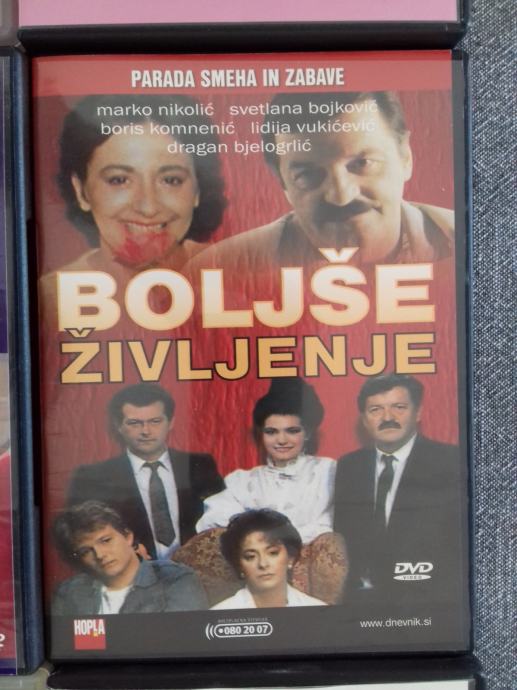 PARADA SMEHA IN ZABAVE
marko nikolić svetlana bojković
boris komnenić lidija vukićević
dragan bjelogrlić
BOLJŠE
ŽIVLJENJE
DVD
VIDEO
HOPLA
080 20 07
www.dnevnik.si